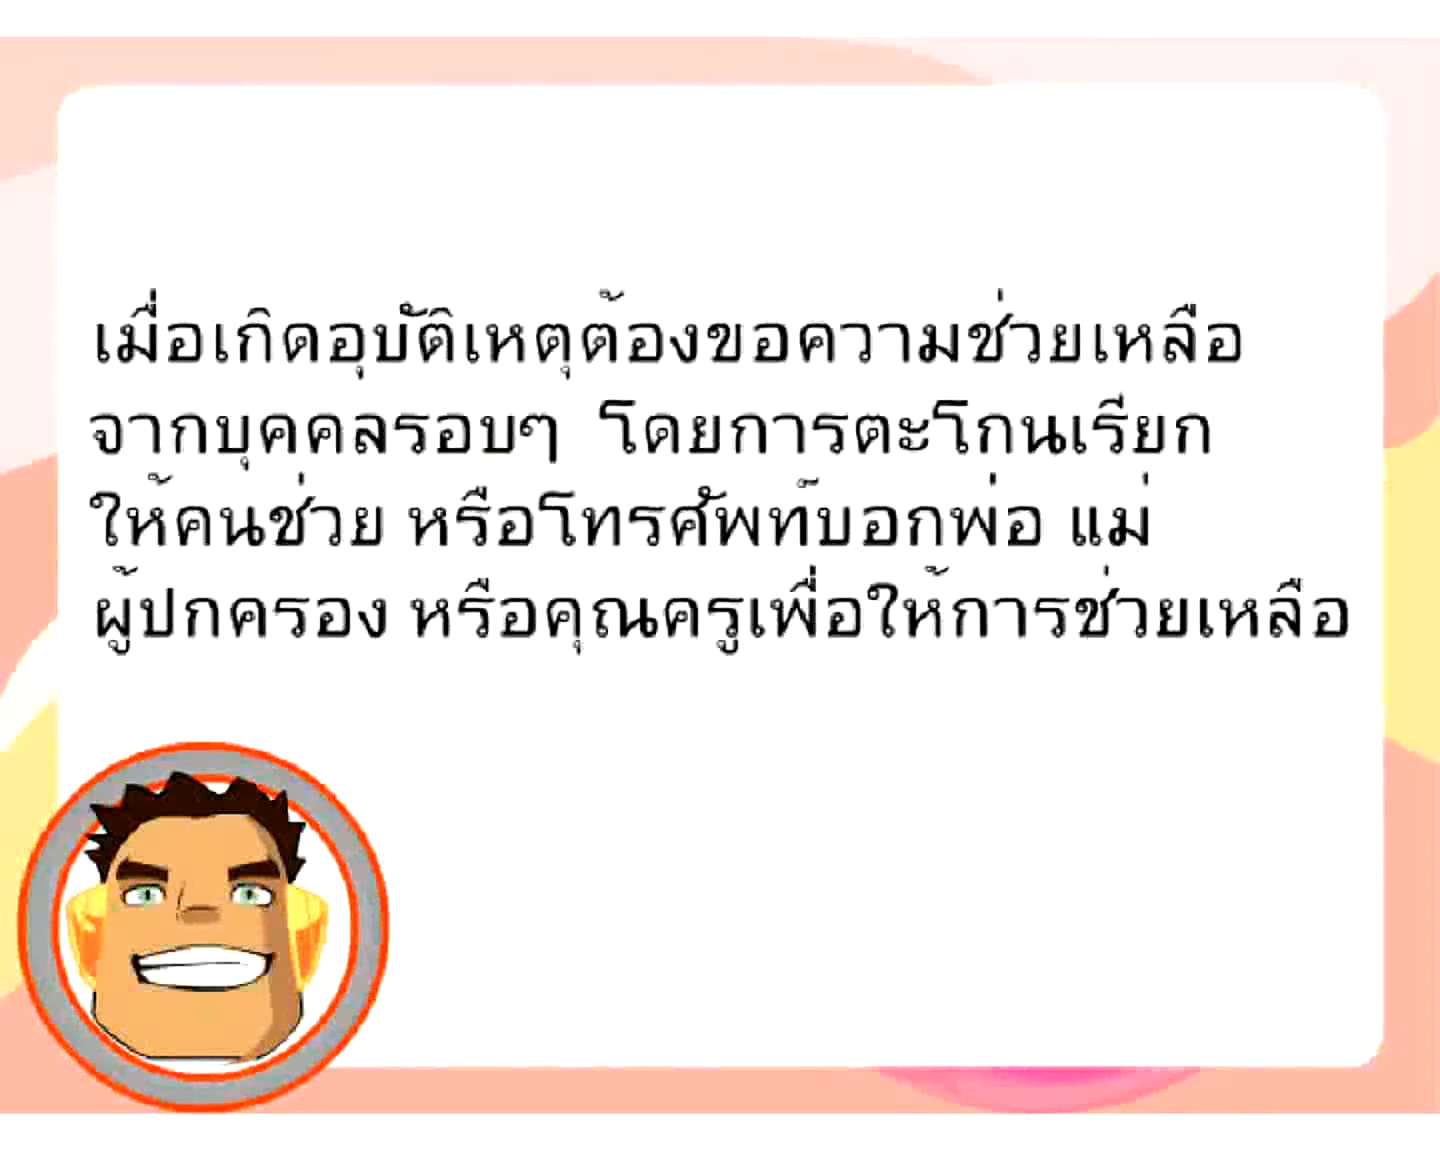 เมื่อเกิดอุบัติเหตุต้องขอความช่วยเหลือ
จากบุคคลรอบๆ โดยการตะโกนเรียก
ให้คนช่วย หรือโทรศัพท์บอกพ่อ แม่
ผู้ปกครอง หรือคุณครูเพื่อให้การช่วยเหลือ